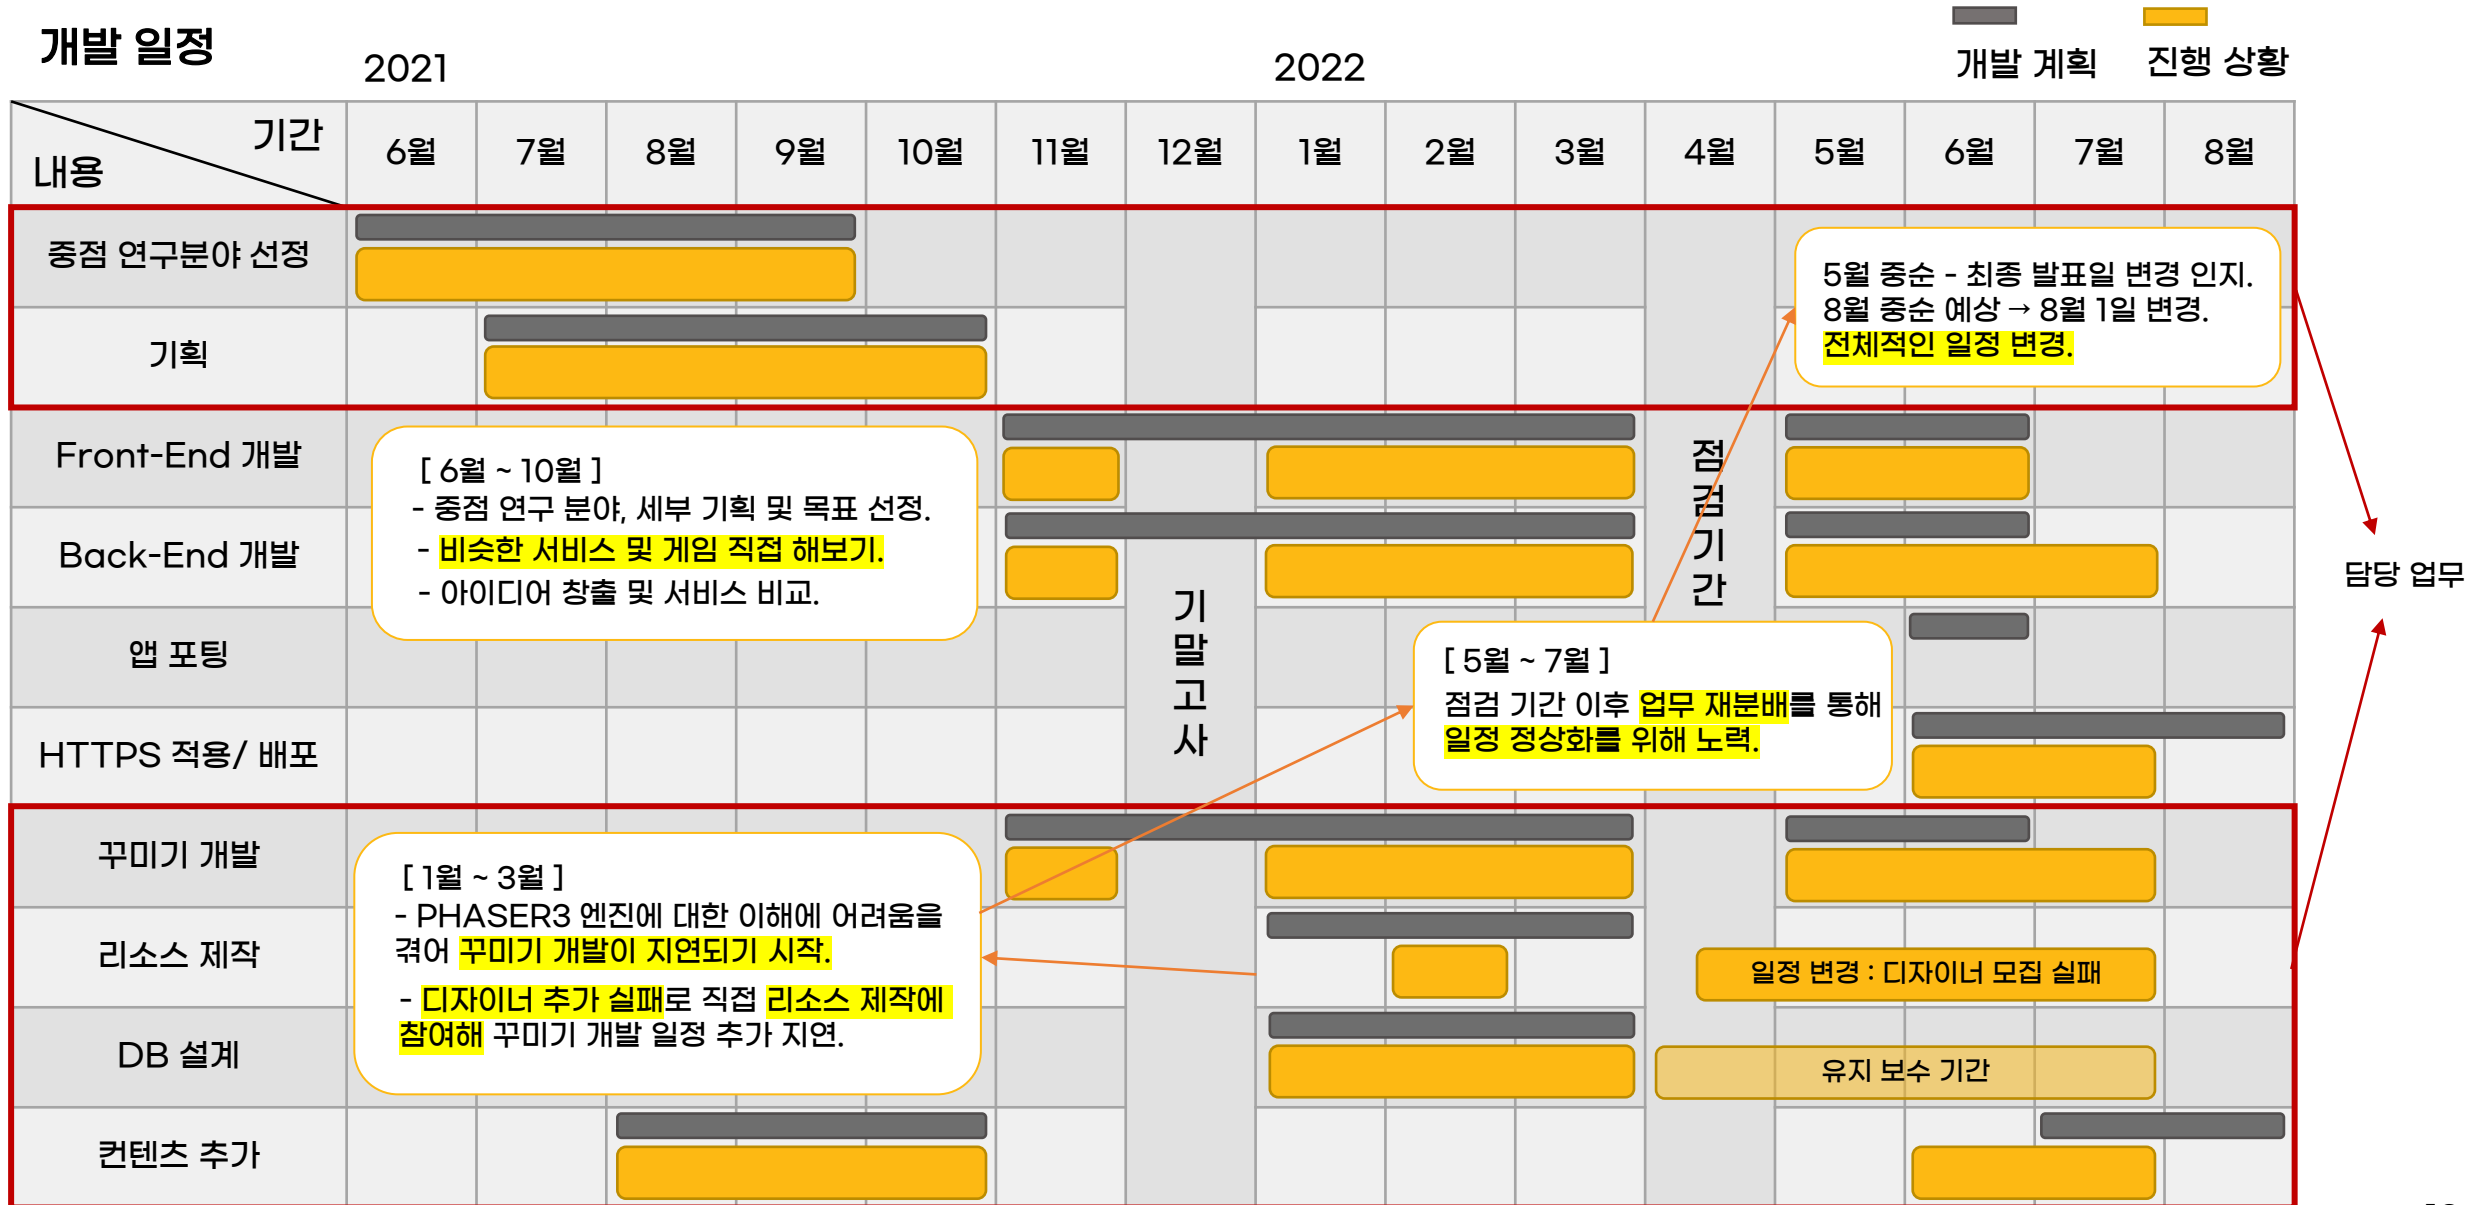 개발 일정
2021
2022
개발 계획
진행 상황
기간
내용
6월
7월
8월
9월
10월
11월
12월
1월
2월
3월
4월
5월
6월
7월
8월
중점 연구분야 선정
5월 중순 - 최종 발표일 변경 인지.
8월 중순 예상 → 8월 1일 변경.
전체적인 일정 변경.
기획
Front-End 개발
[ 6월 ~ 10월 ]
- 중점 연구 분야, 세부 기획 및 목표 선정.
- 비슷한 서비스 및 게임 직접 해보기.
- 아이디어 창출 및 서비스 비교.
점
검
기
간
Back-End 개발
담당 업무
기
말
고
사
앱 포팅
[ 5월 ~ 7월 ]
점검 기간 이후 업무 재분배를 통해
일정 정상화를 위해 노력.
HTTPS 적용/ 배포
꾸미기 개발
[ 1월 ~ 3월 ]
- PHASER3 엔진에 대한 이해에 어려움을
겪어 꾸미기 개발이 지연되기 시작.
- 디자이너 추가 실패로 직접 리소스 제작에
참여해 꾸미기 개발 일정 추가 지연.
리소스 제작
일정 변경 : 디자이너 모집 실패
DB 설계
유지 보수 기간
컨텐츠 추가